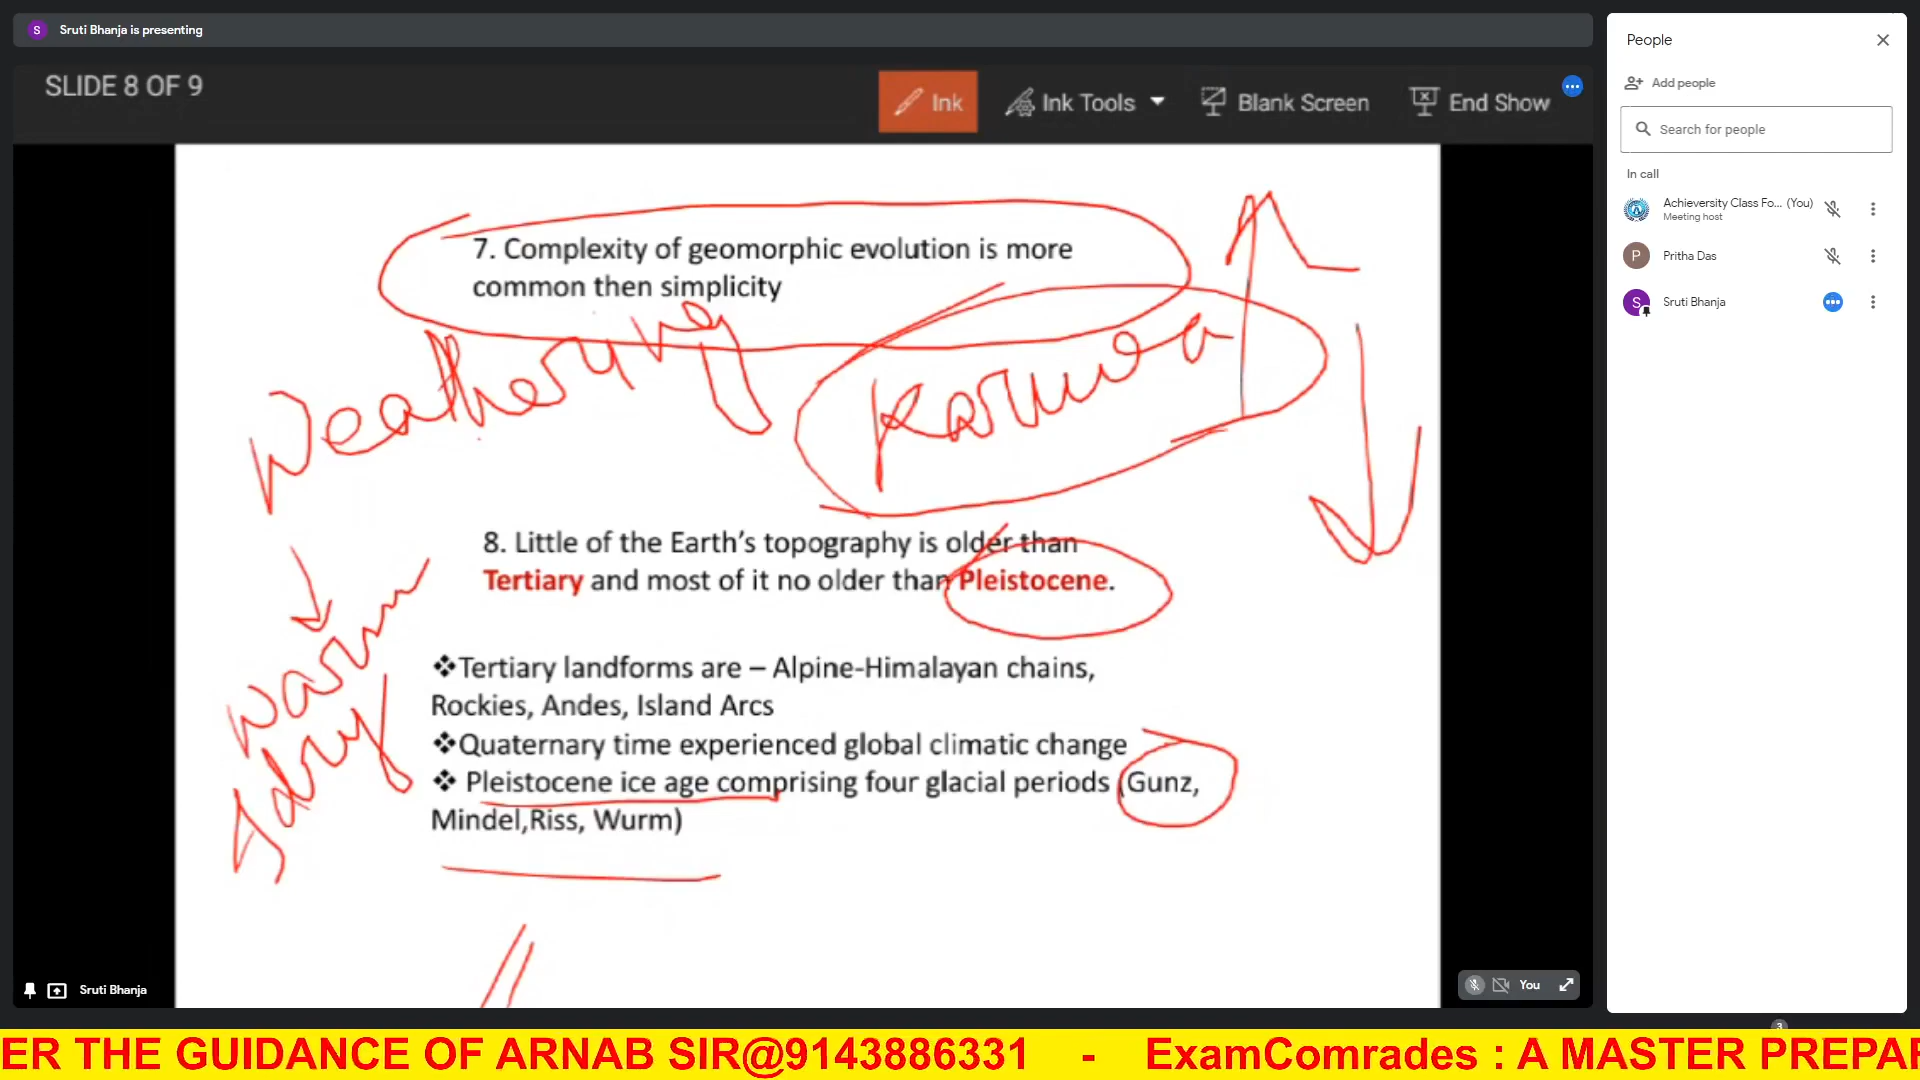 S Sruti Bhanja is presenting
People
SLIDE 8 OF 9
Ink
Ink Tools
Blank Screen
End Show
Add people
Search for people
In call
Achieversity Class Fo... (You)
Meeting host
P Pritha Das
S Sruti Bhanja
7. Complexity of geomorphic evolution is more
common then simplicity
Weathering
8. Little of the Earth's topography is older than
Tertiary and most of it no older than Pleistocene.
warm
dry
❖Tertiary landforms are – Alpine-Himalayan chains,
Rockies, Andes, Island Arcs
❖Quaternary time experienced global climatic change
❖ Pleistocene ice age comprising four glacial periods (Gunz,
Mindel,Riss, Wurm)
Sruti Bhanja
You
3
ER THE GUIDANCE OF ARNAB SIR@9143886331 - ExamComrades : A MASTER PREPAR